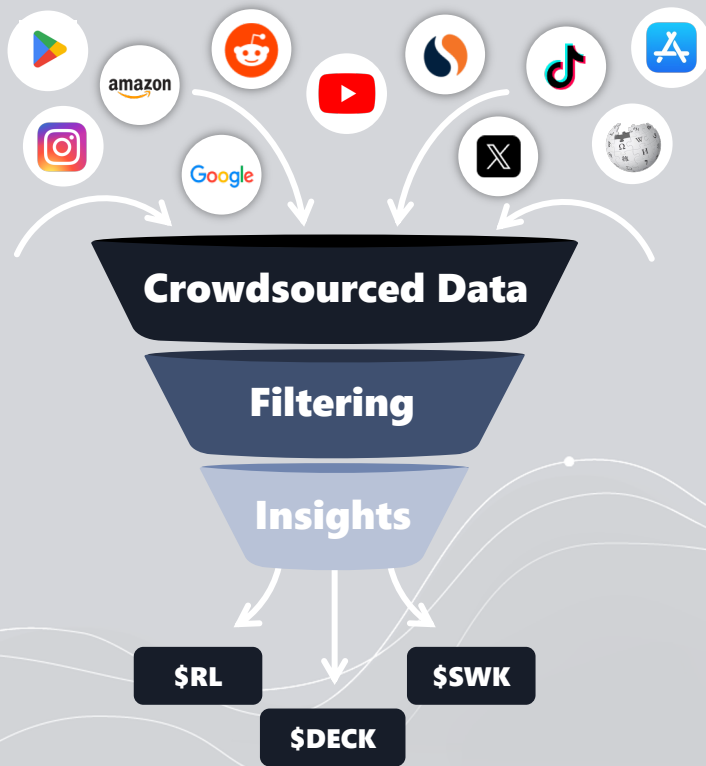 amazon
Google
Crowdsourced Data
Filtering
Insights
$RL
$SWK
$DECK